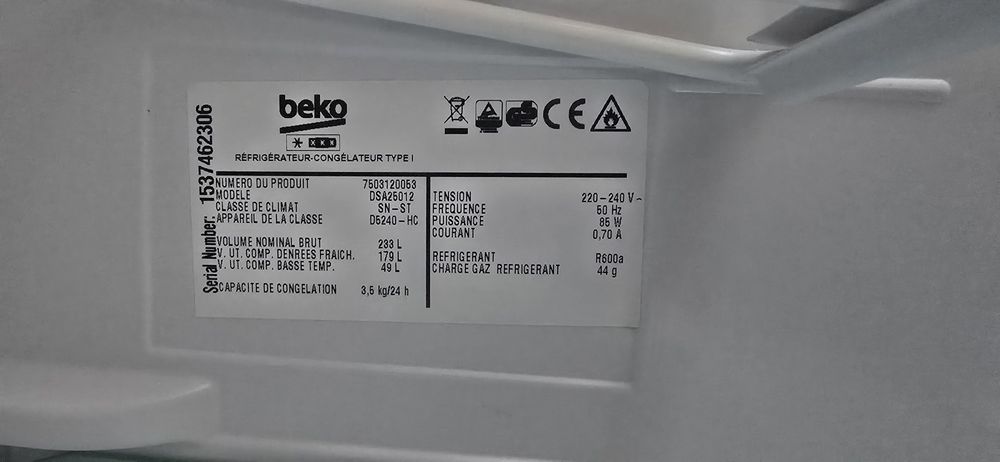 beko
RÉFRIGÉRATEUR-CONGÉLATEUR TYPE I
Serial Number: 1537462306
NUMERO DU PRODUIT 7503120053
MODELE DSA25012
CLASSE DE CLIMAT SN-ST
APPAREIL DE LA CLASSE D5240-HC
VOLUME NOMINAL BRUT 233 L
V. UT. COMP. DENREES FRAICH. 179 L
V. UT. COMP. BASSE TEMP. 49 L
CAPACITE DE CONGELATION 3,5 kg/24 h
TENSION 220-240 V~
FREQUENCE 50 Hz
PUISSANCE 85 W
COURANT 0,70 A
REFRIGERANT R600a
CHARGE GAZ REFRIGERANT 44 g
CE